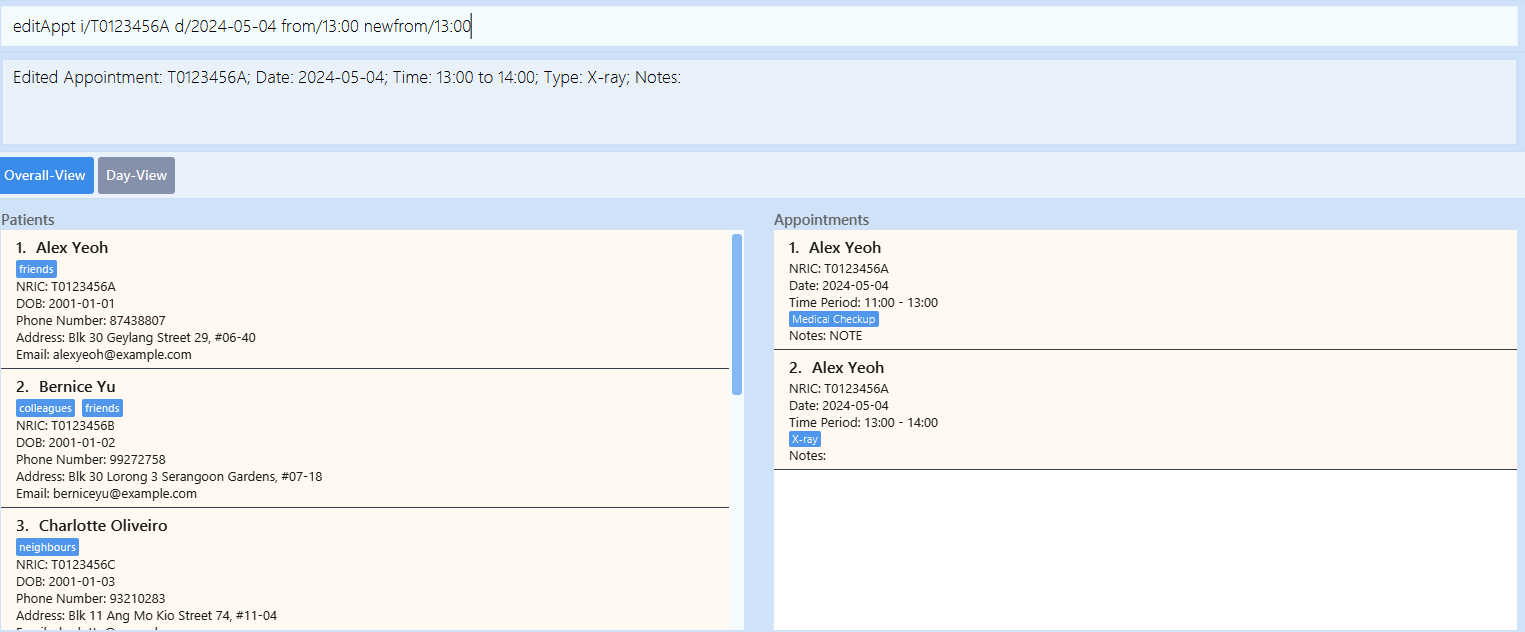 editAppt i/T0123456A d/2024-05-04 from/13:00 newfrom/13:00
Edited Appointment: T0123456A; Date: 2024-05-04; Time: 13:00 to 14:00; Type: X-ray; Notes:
Overall-View Day-View
Patients
1. Alex Yeoh
friends
NRIC: T0123456A
DOB: 2001-01-01
Phone Number: 87438807
Address: Blk 30 Geylang Street 29, #06-40
Email: alexyeoh@example.com
2. Bernice Yu
colleagues friends
NRIC: T0123456B
DOB: 2001-01-02
Phone Number: 99272758
Address: Blk 30 Lorong 3 Serangoon Gardens, #07-18
Email: berniceyu@example.com
3. Charlotte Oliveiro
neighbours
NRIC: T0123456C
DOB: 2001-01-03
Phone Number: 93210283
Address: Blk 11 Ang Mo Kio Street 74, #11-04
Appointments
1. Alex Yeoh
NRIC: T0123456A
Date: 2024-05-04
Time Period: 11:00 - 13:00
Medical Checkup
Notes: NOTE
2. Alex Yeoh
NRIC: T0123456A
Date: 2024-05-04
Time Period: 13:00 - 14:00
X-ray
Notes: